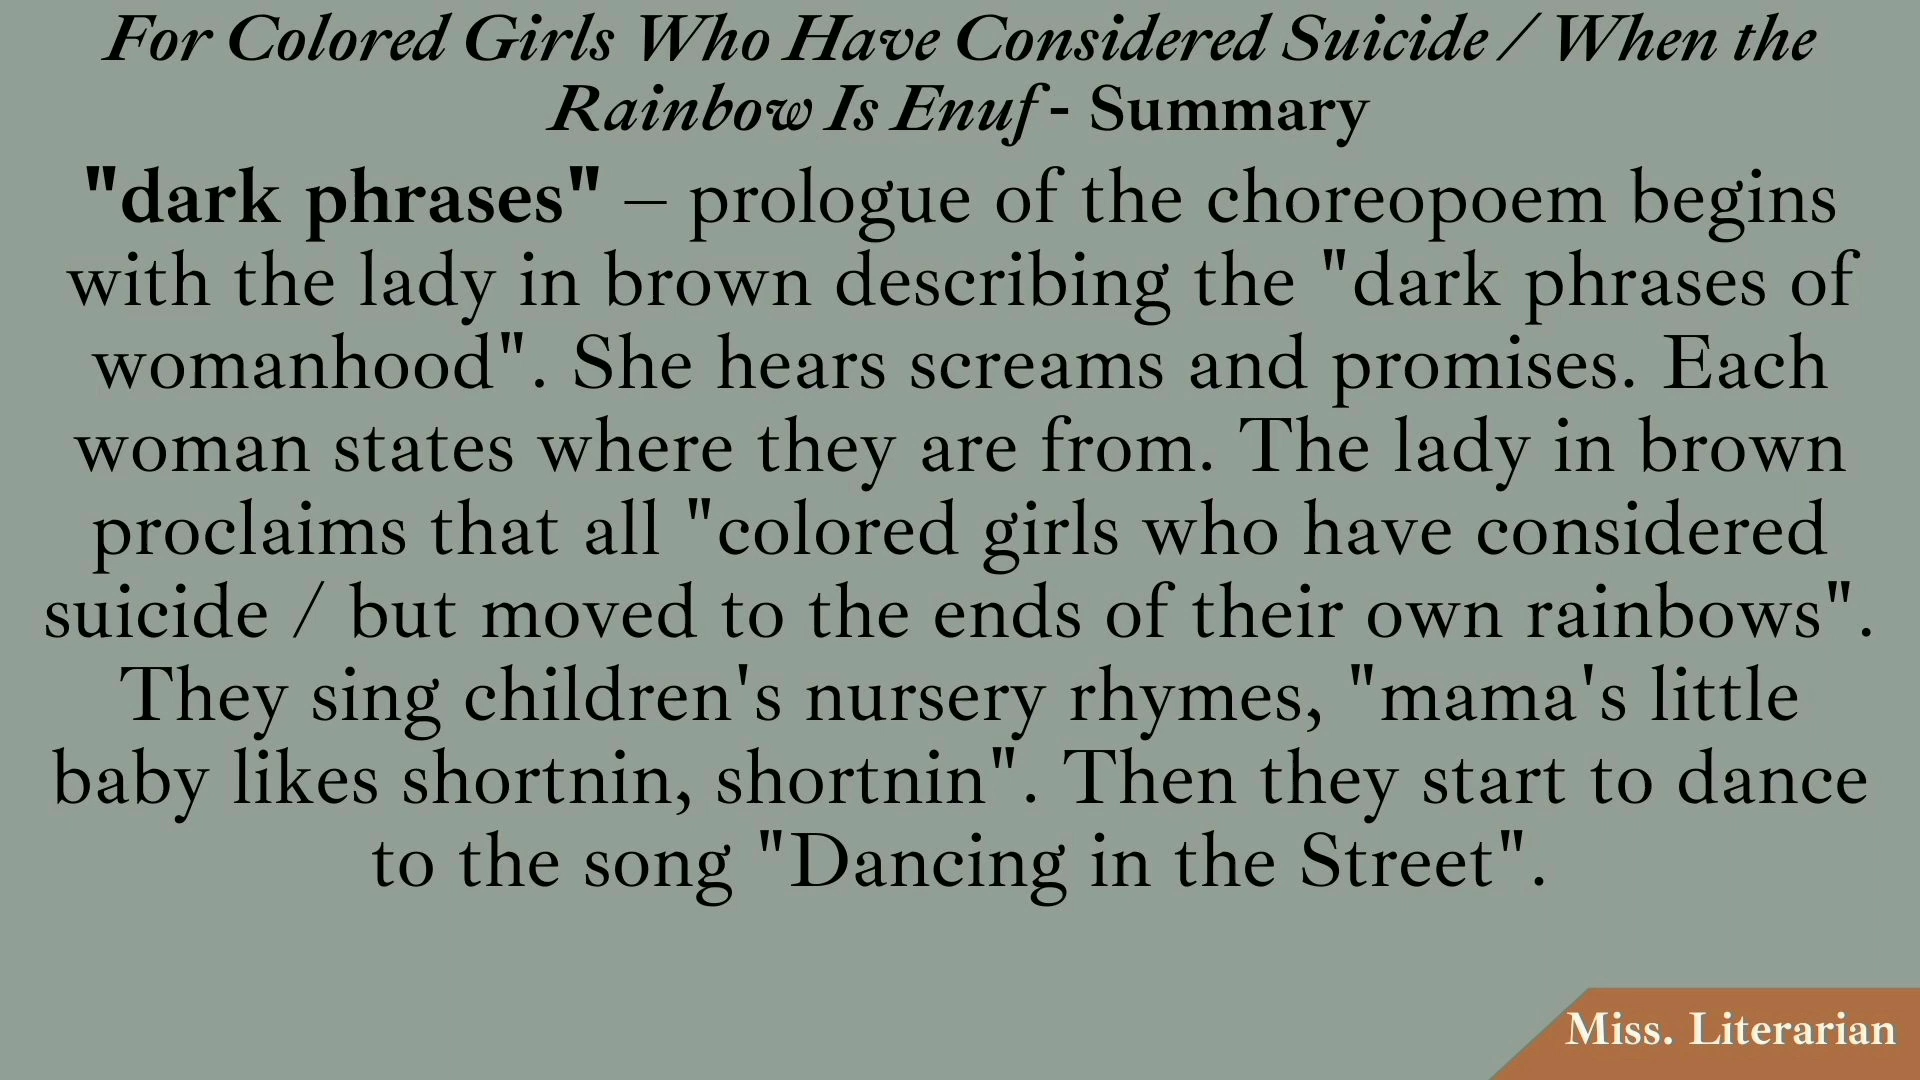 For Colored Girls Who Have Considered Suicide / When the
Rainbow Is Enuf - Summary
"dark phrases" – prologue of the choreopoem begins
with the lady in brown describing the "dark phrases of
womanhood". She hears screams and promises. Each
woman states where they are from. The lady in brown
proclaims that all "colored girls who have considered
suicide / but moved to the ends of their own rainbows".
They sing children's nursery rhymes, "mama's little
baby likes shortnin, shortnin". Then they start to dance
to the song "Dancing in the Street".
Miss. Literarian